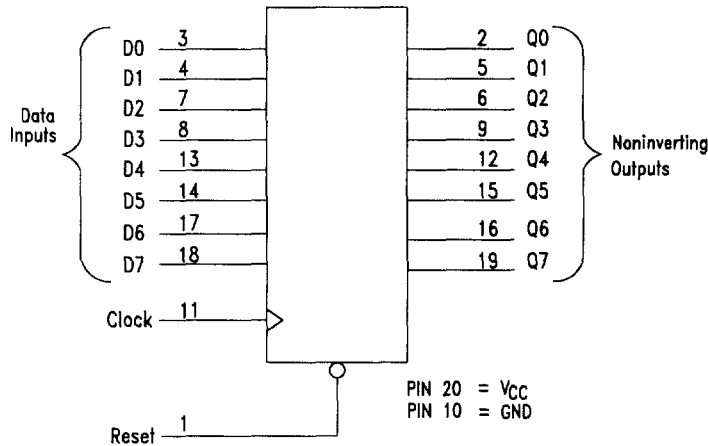 D0 3 2 Q0
D1 4 5 Q1
D2 7 6 Q2
Data Inputs
D3 8 9 Q3
Noninverting Outputs
D4 13 12 Q4
D5 14 15 Q5
D6 17 16 Q6
D7 18 19 Q7
Clock 11
PIN 20 = VCC
PIN 10 = GND
Reset 1